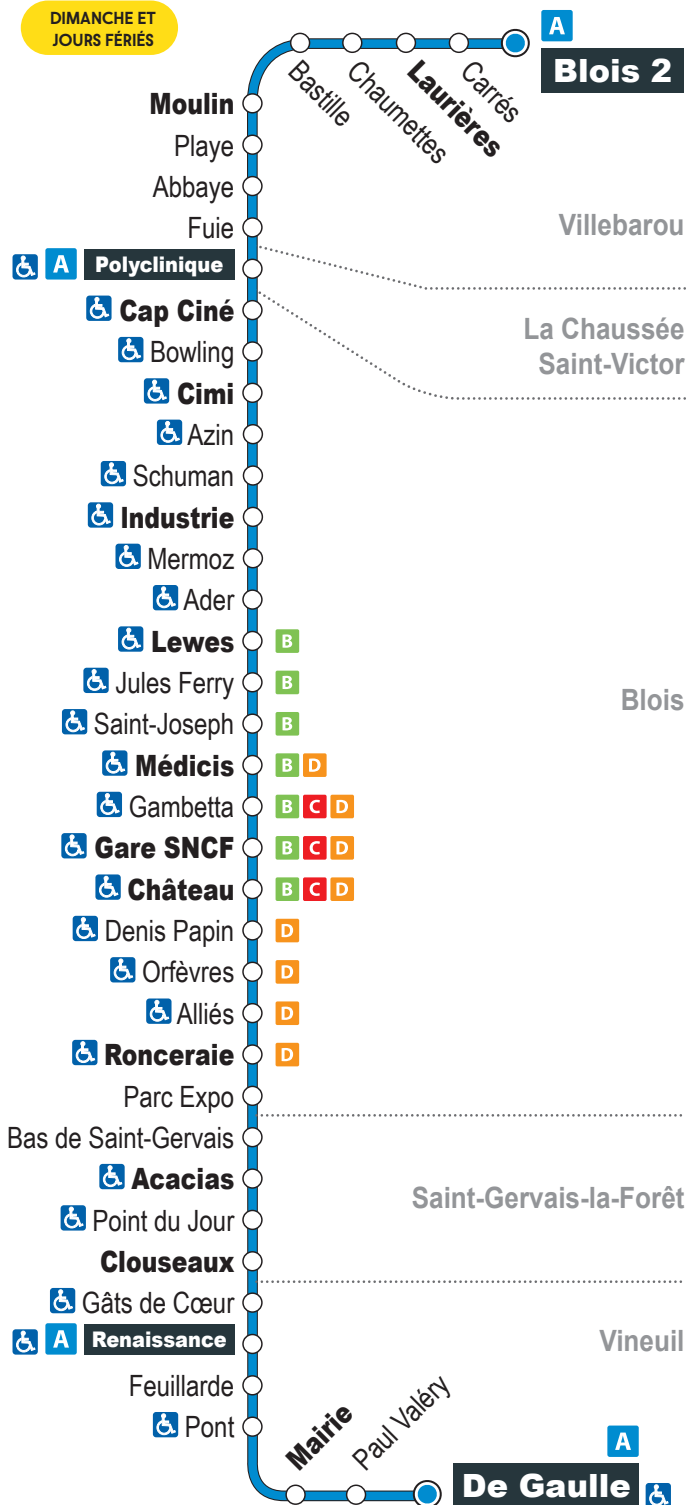 DIMANCHE ET
JOURS FÉRIÉS
A
Blois 2
Carrés
Laurières
Chaumettes
Bastille
Moulin
Playe
Abbaye
Fuie
Villebarou
A Polyclinique
La Chaussée
Saint-Victor
Cap Ciné
Bowling
Cimi
Azin
Schuman
Industrie
Mermoz
Ader
Blois
Lewes B
Jules Ferry B
Saint-Joseph B
Médicis B D
Gambetta B C D
Gare SNCF B C D
Château B C D
Denis Papin D
Orfèvres D
Alliés D
Ronceraie D
Parc Expo
Bas de Saint-Gervais
Acacias
Saint-Gervais-la-Forêt
Point du Jour
Clouseaux
Gâts de Cœur
A Renaissance
Vineuil
Feuillarde
Pont
Mairie
Paul Valéry
A
De Gaulle